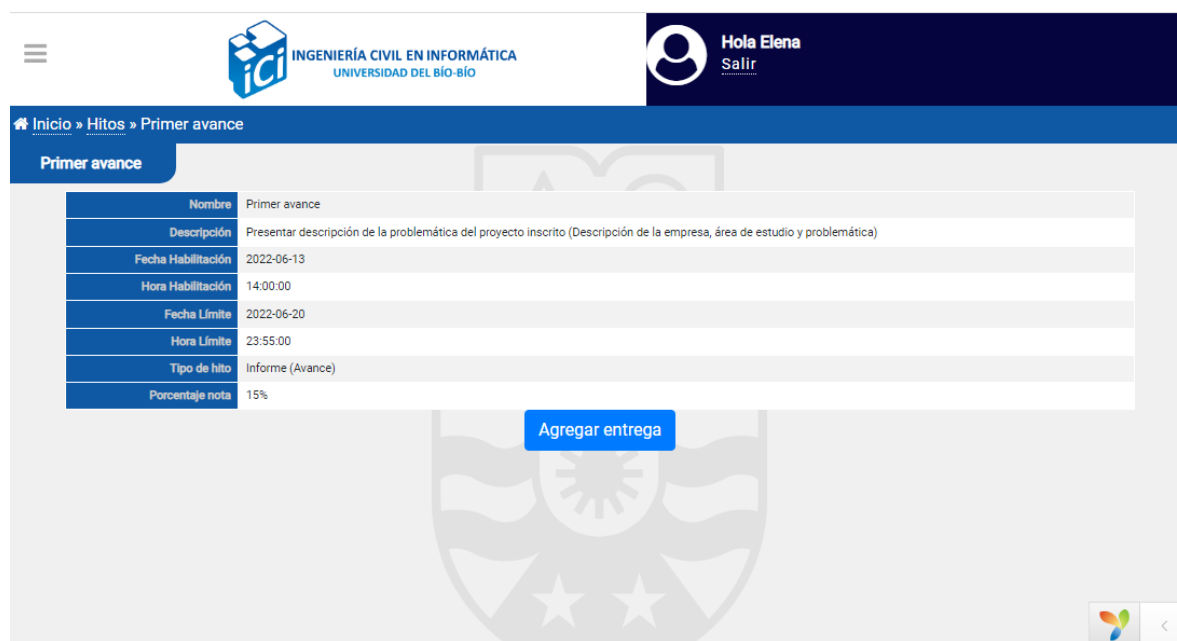 iCi
INGENIERÍA CIVIL EN INFORMÁTICA
UNIVERSIDAD DEL BÍO-BÍO
Hola Elena
Salir
Inicio » Hitos » Primer avance
Primer avance
Nombre Primer avance
Descripción Presentar descripción de la problemática del proyecto inscrito (Descripción de la empresa, área de estudio y problemática)
Fecha Habilitación 2022-06-13
Hora Habilitación 14:00:00
Fecha Límite 2022-06-20
Hora Límite 23:55:00
Tipo de hito Informe (Avance)
Porcentaje nota 15%
Agregar entrega